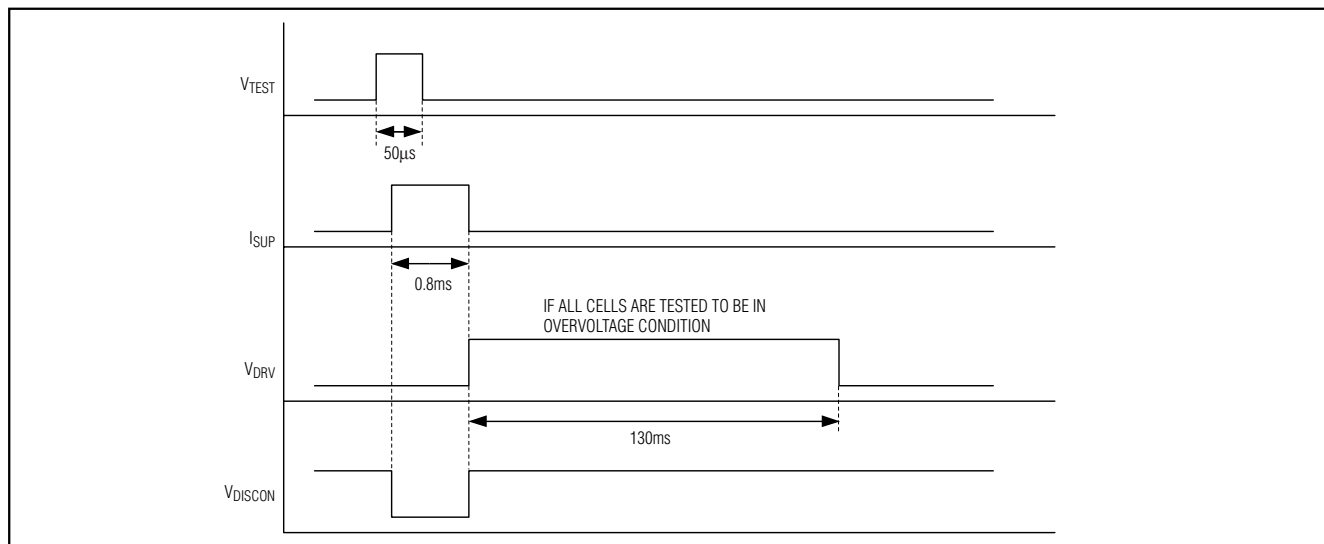 VTEST
50μs
ISUP
0.8ms
IF ALL CELLS ARE TESTED TO BE IN
OVERVOLTAGE CONDITION
VDRV
130ms
VDISCON